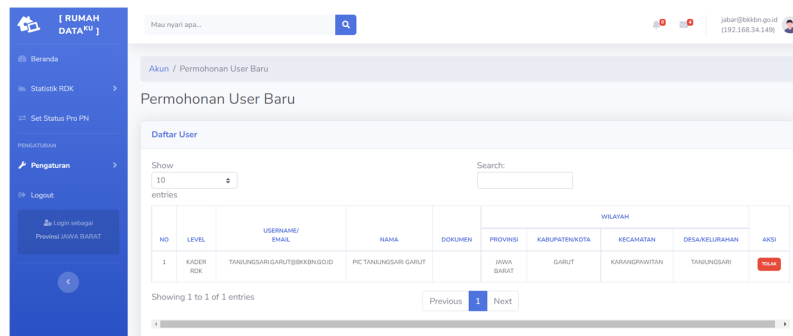 [ RUMAH
DATAᴷᵁ ]
Mau nyari apa...
0
0
jabar@bkkbn.go.id
(192.168.34.149)
Beranda
Statistik RDK
Set Status Pro PN
PENGATURAN
Pengaturan
Logout
Login sebagai
Provinsi JAWA BARAT
Akun / Permohonan User Baru
Permohonan User Baru
Daftar User
Show
10
entries
Search:
WILAYAH
NO LEVEL USERNAME/ EMAIL NAMA DOKUMEN PROVINSI KABUPATEN/KOTA KECAMATAN DESA/KELURAHAN AKSI
1 KADER RDK TANJUNGSARI.GARUT@BKKBN.GO.ID PIC TANJUNGSARI GARUT JAWA BARAT GARUT KARANGPAWITAN TANJUNGSARI TOLAK
Showing 1 to 1 of 1 entries
Previous 1 Next